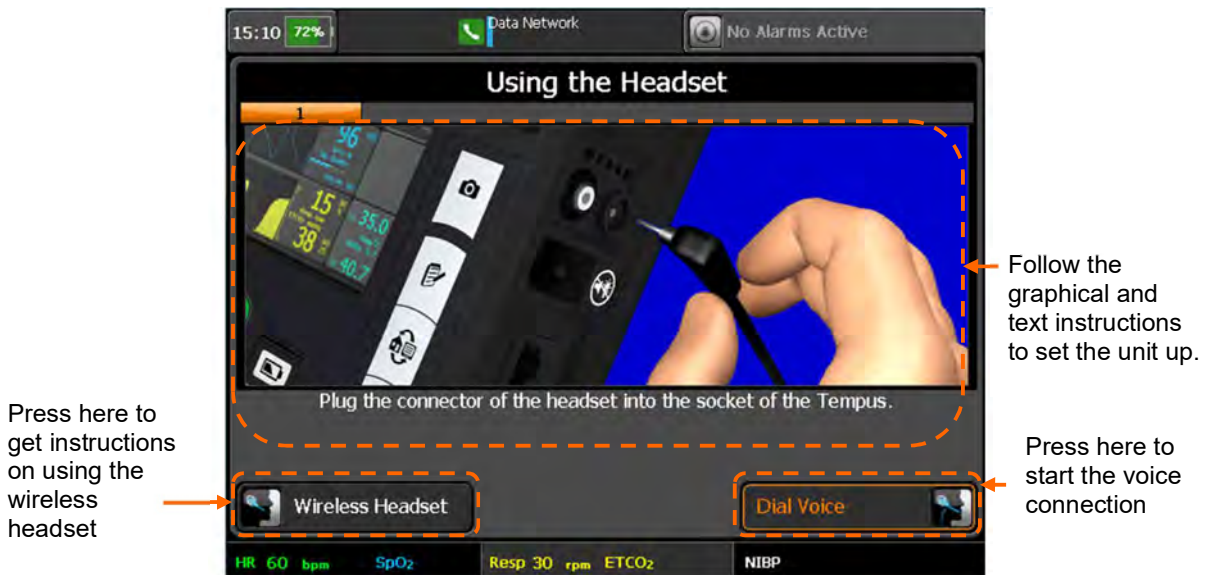 15:10 72% Data Network No Alarms Active
Using the Headset
1
96
15
38
35.0
40.7
Plug the connector of the headset into the socket of the Tempus.
Wireless Headset
Dial Voice
HR 60 bpm SpO2 Resp 30 rpm ETCO2 NIBP
Follow the
graphical and
text instructions
to set the unit up.
Press here to
get instructions
on using the
wireless
headset
Press here to
start the voice
connection